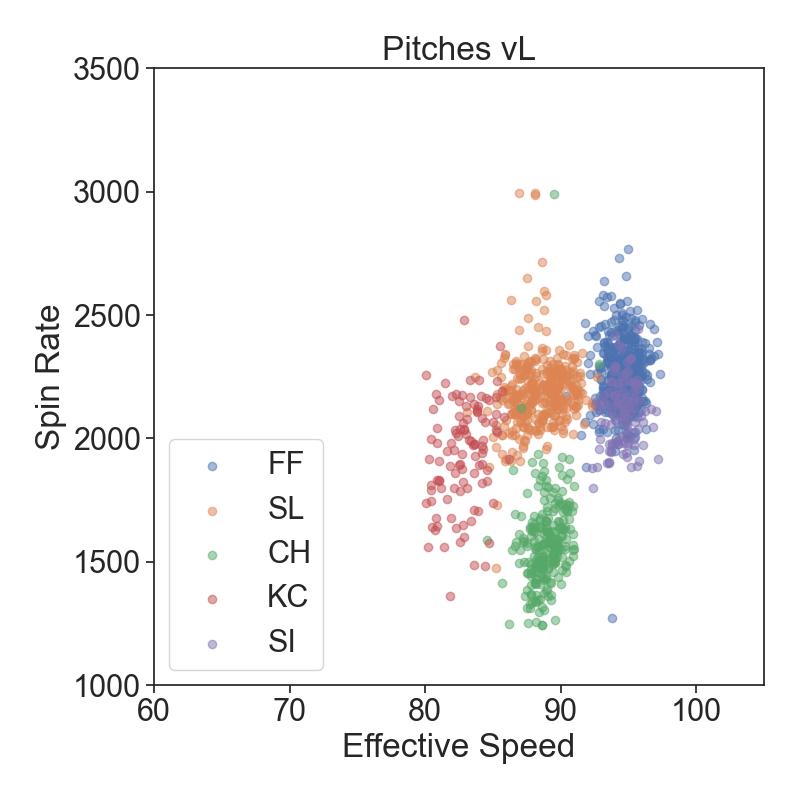 Pitches vL
3500
3000
2500
2000
1500
1000
Spin Rate
FF
SL
CH
KC
SI
60 70 80 90 100
Effective Speed